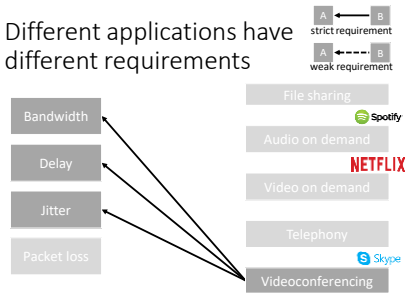 Different applications have
different requirements
A
B
strict requirement
A
B
weak requirement
Bandwidth
Delay
Jitter
Packet loss
File sharing
Spotify
Audio on demand
NETFLIX
Video on demand
Telephony
Skype
Videoconferencing